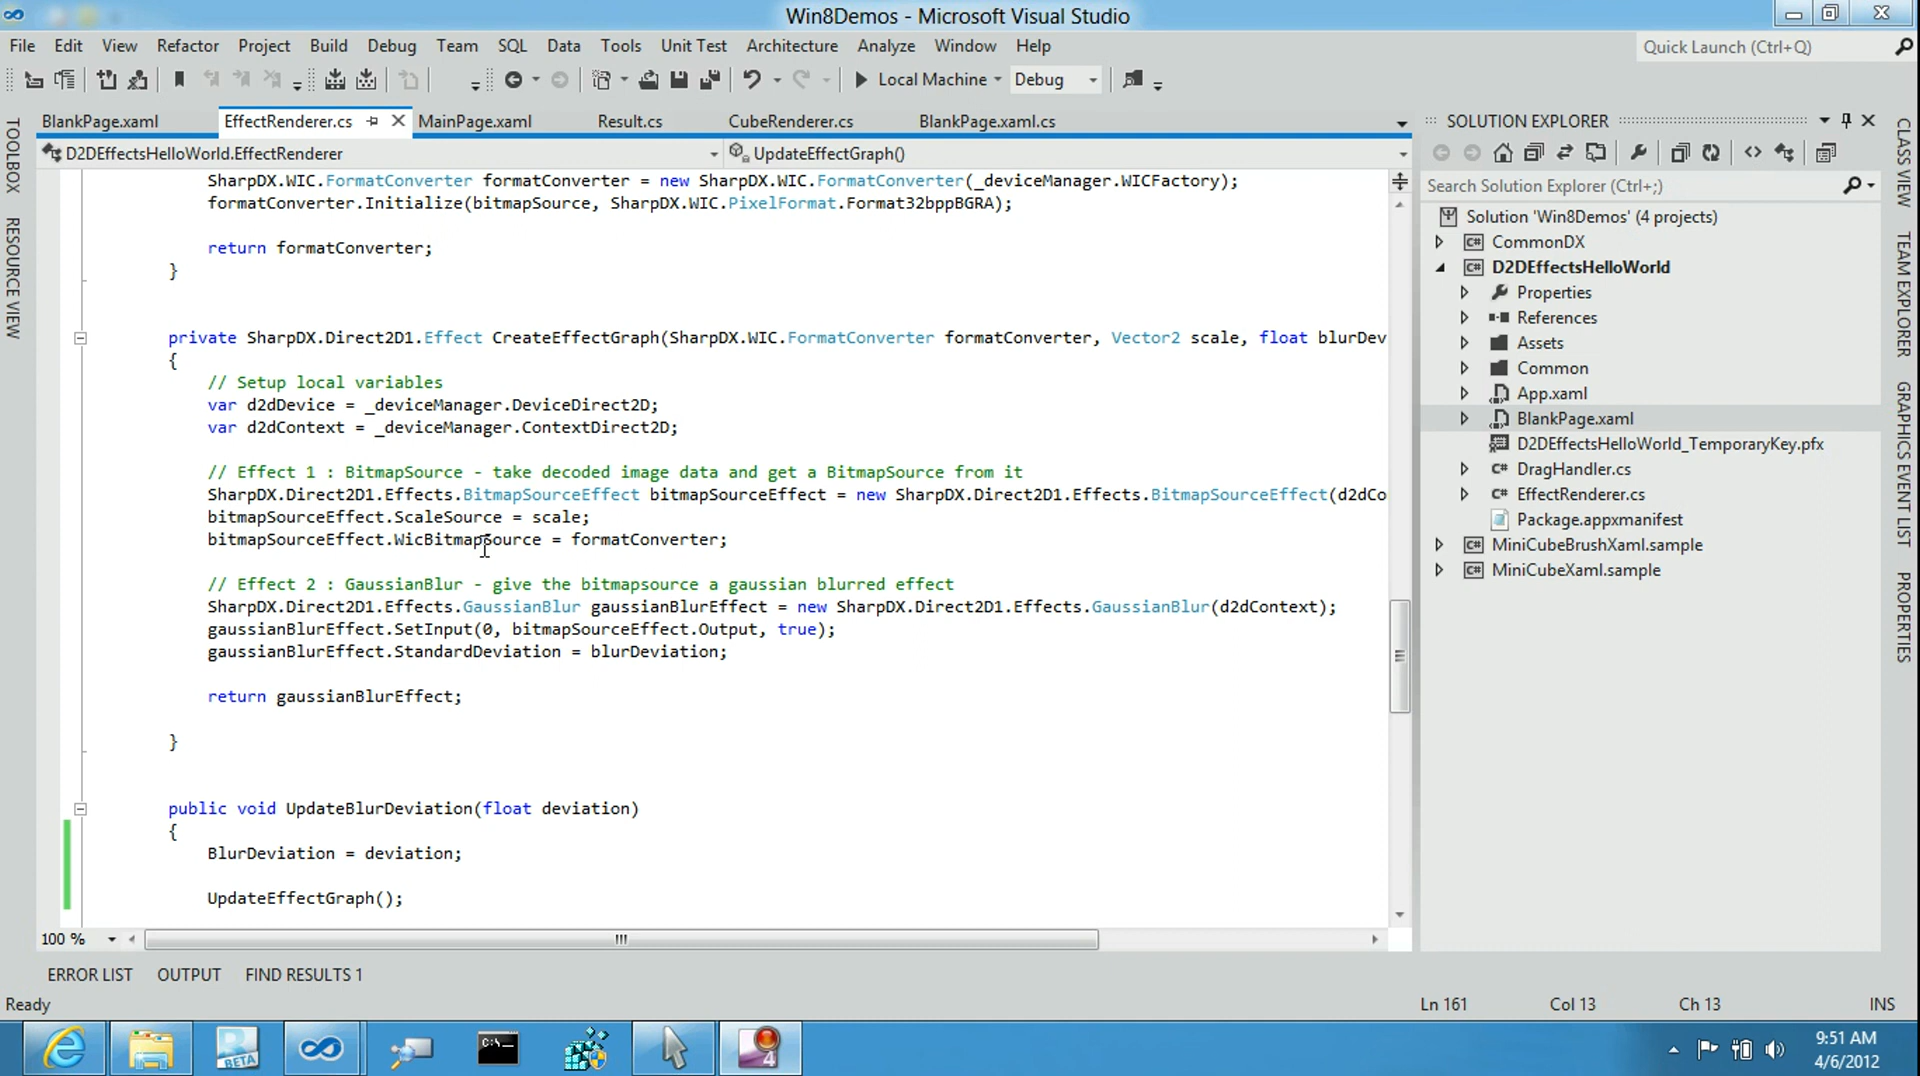 Win8Demos - Microsoft Visual Studio
File Edit View Refactor Project Build Debug Team SQL Data Tools Unit Test Architecture Analyze Window Help
Quick Launch (Ctrl+Q)
Local Machine Debug
BlankPage.xaml EffectRenderer.cs MainPage.xaml Result.cs CubeRenderer.cs BlankPage.xaml.cs
D2DEffectsHelloWorld.EffectRenderer UpdateEffectGraph()
SharpDX.WIC.FormatConverter formatConverter = new SharpDX.WIC.FormatConverter(_deviceManager.WICFactory);
formatConverter.Initialize(bitmapSource, SharpDX.WIC.PixelFormat.Format32bppBGRA);
return formatConverter;
}
private SharpDX.Direct2D1.Effect CreateEffectGraph(SharpDX.WIC.FormatConverter formatConverter, Vector2 scale, float blurDev
{
// Setup local variables
var d2dDevice = _deviceManager.DeviceDirect2D;
var d2dContext = _deviceManager.ContextDirect2D;
// Effect 1 : BitmapSource - take decoded image data and get a BitmapSource from it
SharpDX.Direct2D1.Effects.BitmapSourceEffect bitmapSourceEffect = new SharpDX.Direct2D1.Effects.BitmapSourceEffect(d2dCo
bitmapSourceEffect.ScaleSource = scale;
bitmapSourceEffect.WicBitmapSource = formatConverter;
// Effect 2 : GaussianBlur - give the bitmapsource a gaussian blurred effect
SharpDX.Direct2D1.Effects.GaussianBlur gaussianBlurEffect = new SharpDX.Direct2D1.Effects.GaussianBlur(d2dContext);
gaussianBlurEffect.SetInput(0, bitmapSourceEffect.Output, true);
gaussianBlurEffect.StandardDeviation = blurDeviation;
return gaussianBlurEffect;
}
public void UpdateBlurDeviation(float deviation)
{
BlurDeviation = deviation;
UpdateEffectGraph();
100 %
ERROR LIST OUTPUT FIND RESULTS 1
Ready
Ln 161 Col 13 Ch 13 INS
TOOLBOX
RESOURCE VIEW
SOLUTION EXPLORER
Search Solution Explorer (Ctrl+;)
Solution 'Win8Demos' (4 projects)
CommonDX
D2DEffectsHelloWorld
Properties
References
Assets
Common
App.xaml
BlankPage.xaml
D2DEffectsHelloWorld_TemporaryKey.pfx
DragHandler.cs
EffectRenderer.cs
Package.appxmanifest
MiniCubeBrushXaml.sample
MiniCubeXaml.sample
CLASS VIEW
TEAM EXPLORER
GRAPHICS EVENT LIST
PROPERTIES
BETA
C:\
4
9:51 AM
4/6/2012